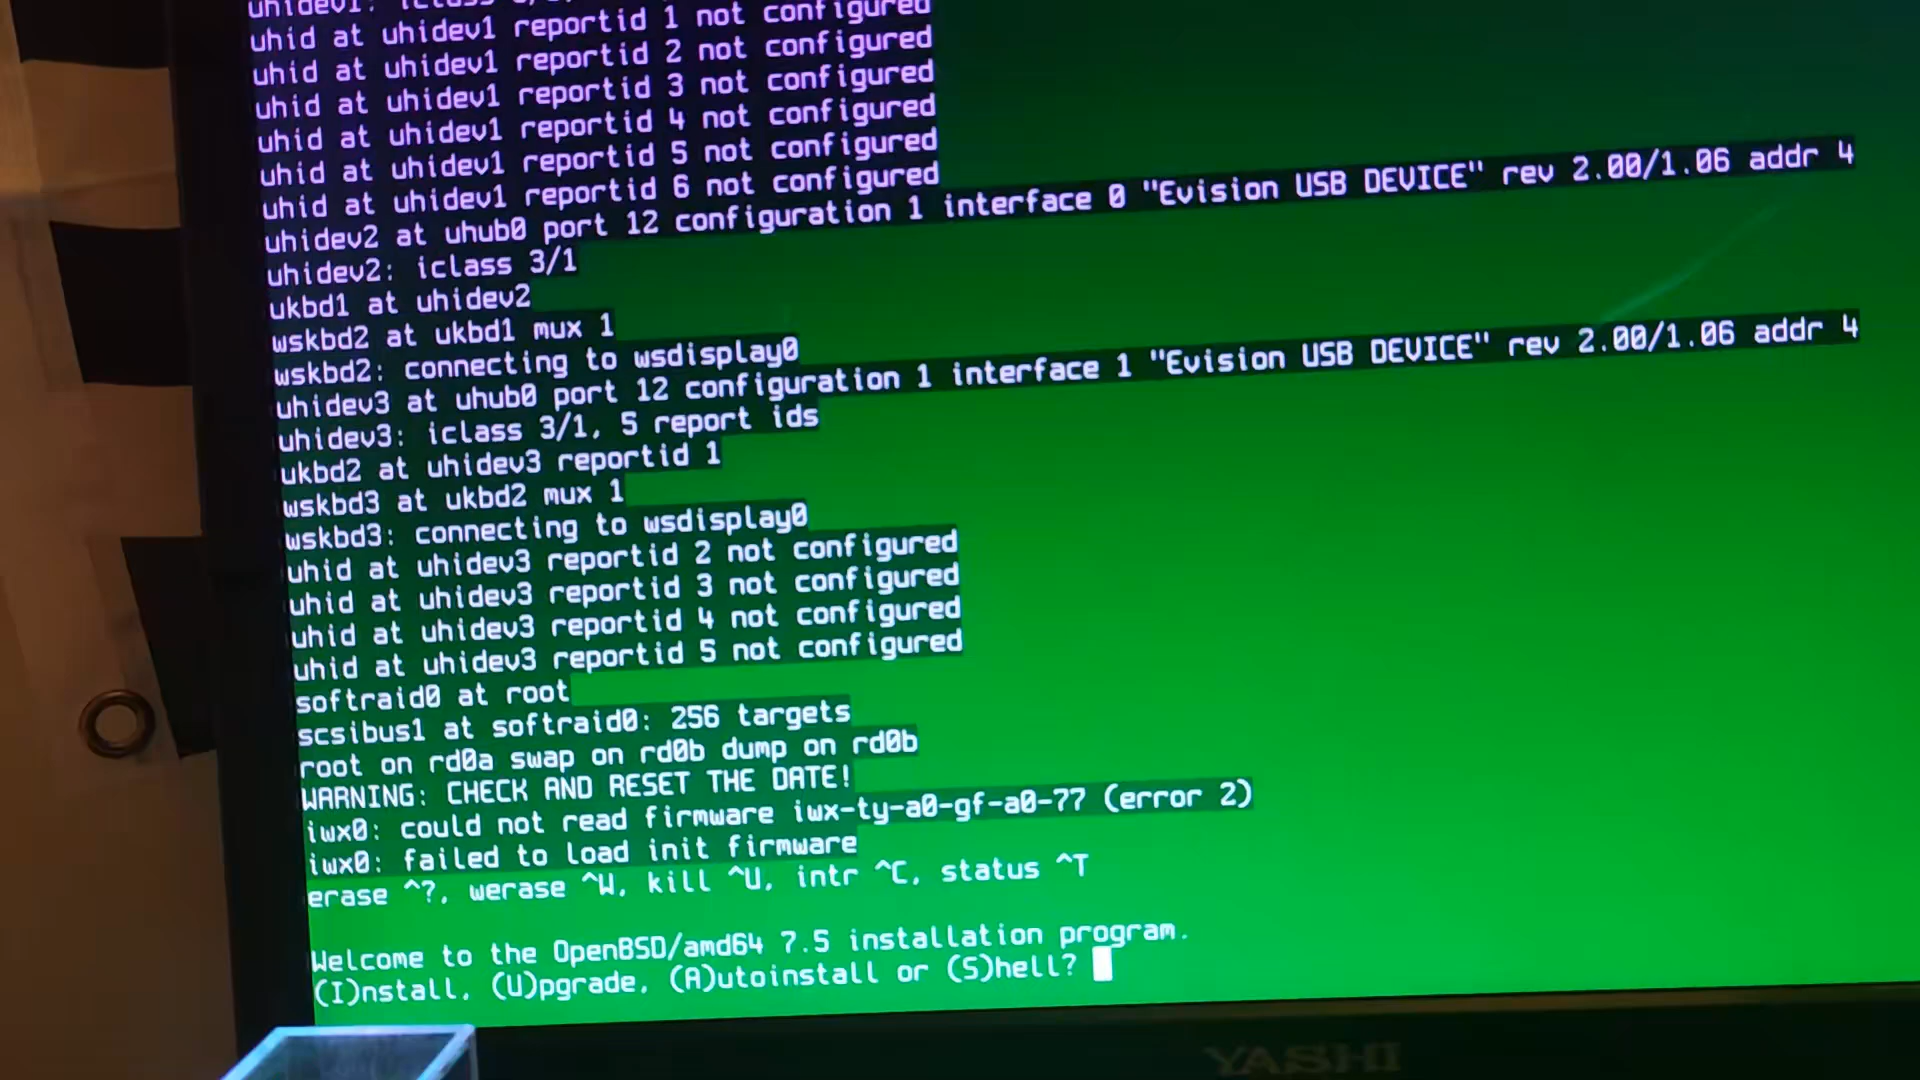 uhidev1: iclass
uhid at uhidev1 reportid 1 not configured
uhid at uhidev1 reportid 2 not configured
uhid at uhidev1 reportid 3 not configured
uhid at uhidev1 reportid 4 not configured
uhid at uhidev1 reportid 5 not configured
uhid at uhidev1 reportid 6 not configured
uhidev2 at uhub0 port 12 configuration 1 interface 0 "Evision USB DEVICE" rev 2.00/1.06 addr 4
uhidev2: iclass 3/1
ukbd1 at uhidev2
wskbd2 at ukbd1 mux 1
wskbd2: connecting to wsdisplay0
uhidev3 at uhub0 port 12 configuration 1 interface 1 "Evision USB DEVICE" rev 2.00/1.06 addr 4
uhidev3: iclass 3/1, 5 report ids
ukbd2 at uhidev3 reportid 1
wskbd3 at ukbd2 mux 1
wskbd3: connecting to wsdisplay0
uhid at uhidev3 reportid 2 not configured
uhid at uhidev3 reportid 3 not configured
uhid at uhidev3 reportid 4 not configured
uhid at uhidev3 reportid 5 not configured
softraid0 at root
scsibus1 at softraid0: 256 targets
root on rd0a swap on rd0b dump on rd0b
WARNING: CHECK AND RESET THE DATE!
iwx0: could not read firmware iwx-ty-a0-gf-a0-77 (error 2)
iwx0: failed to load init firmware
erase ^?, werase ^W, kill ^U, intr ^C, status ^T
Welcome to the OpenBSD/amd64 7.5 installation program.
(I)nstall, (U)pgrade, (A)utoinstall or (S)hell?
YASHI